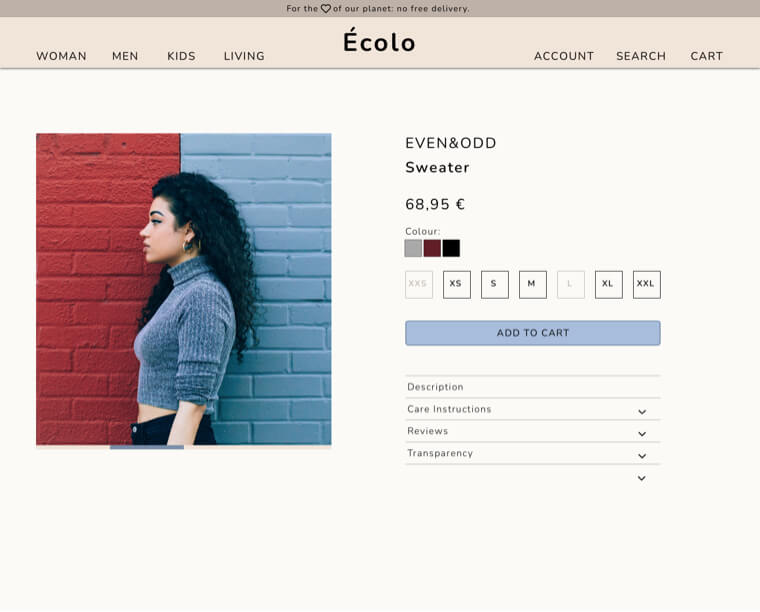 For the ♡ of our planet: no free delivery.
Écolo
WOMAN MEN KIDS LIVING ACCOUNT SEARCH CART
EVEN&ODD
Sweater
68,95 €
Colour:
XXS XS S M L XL XXL
ADD TO CART
Description
Care Instructions
Reviews
Transparency